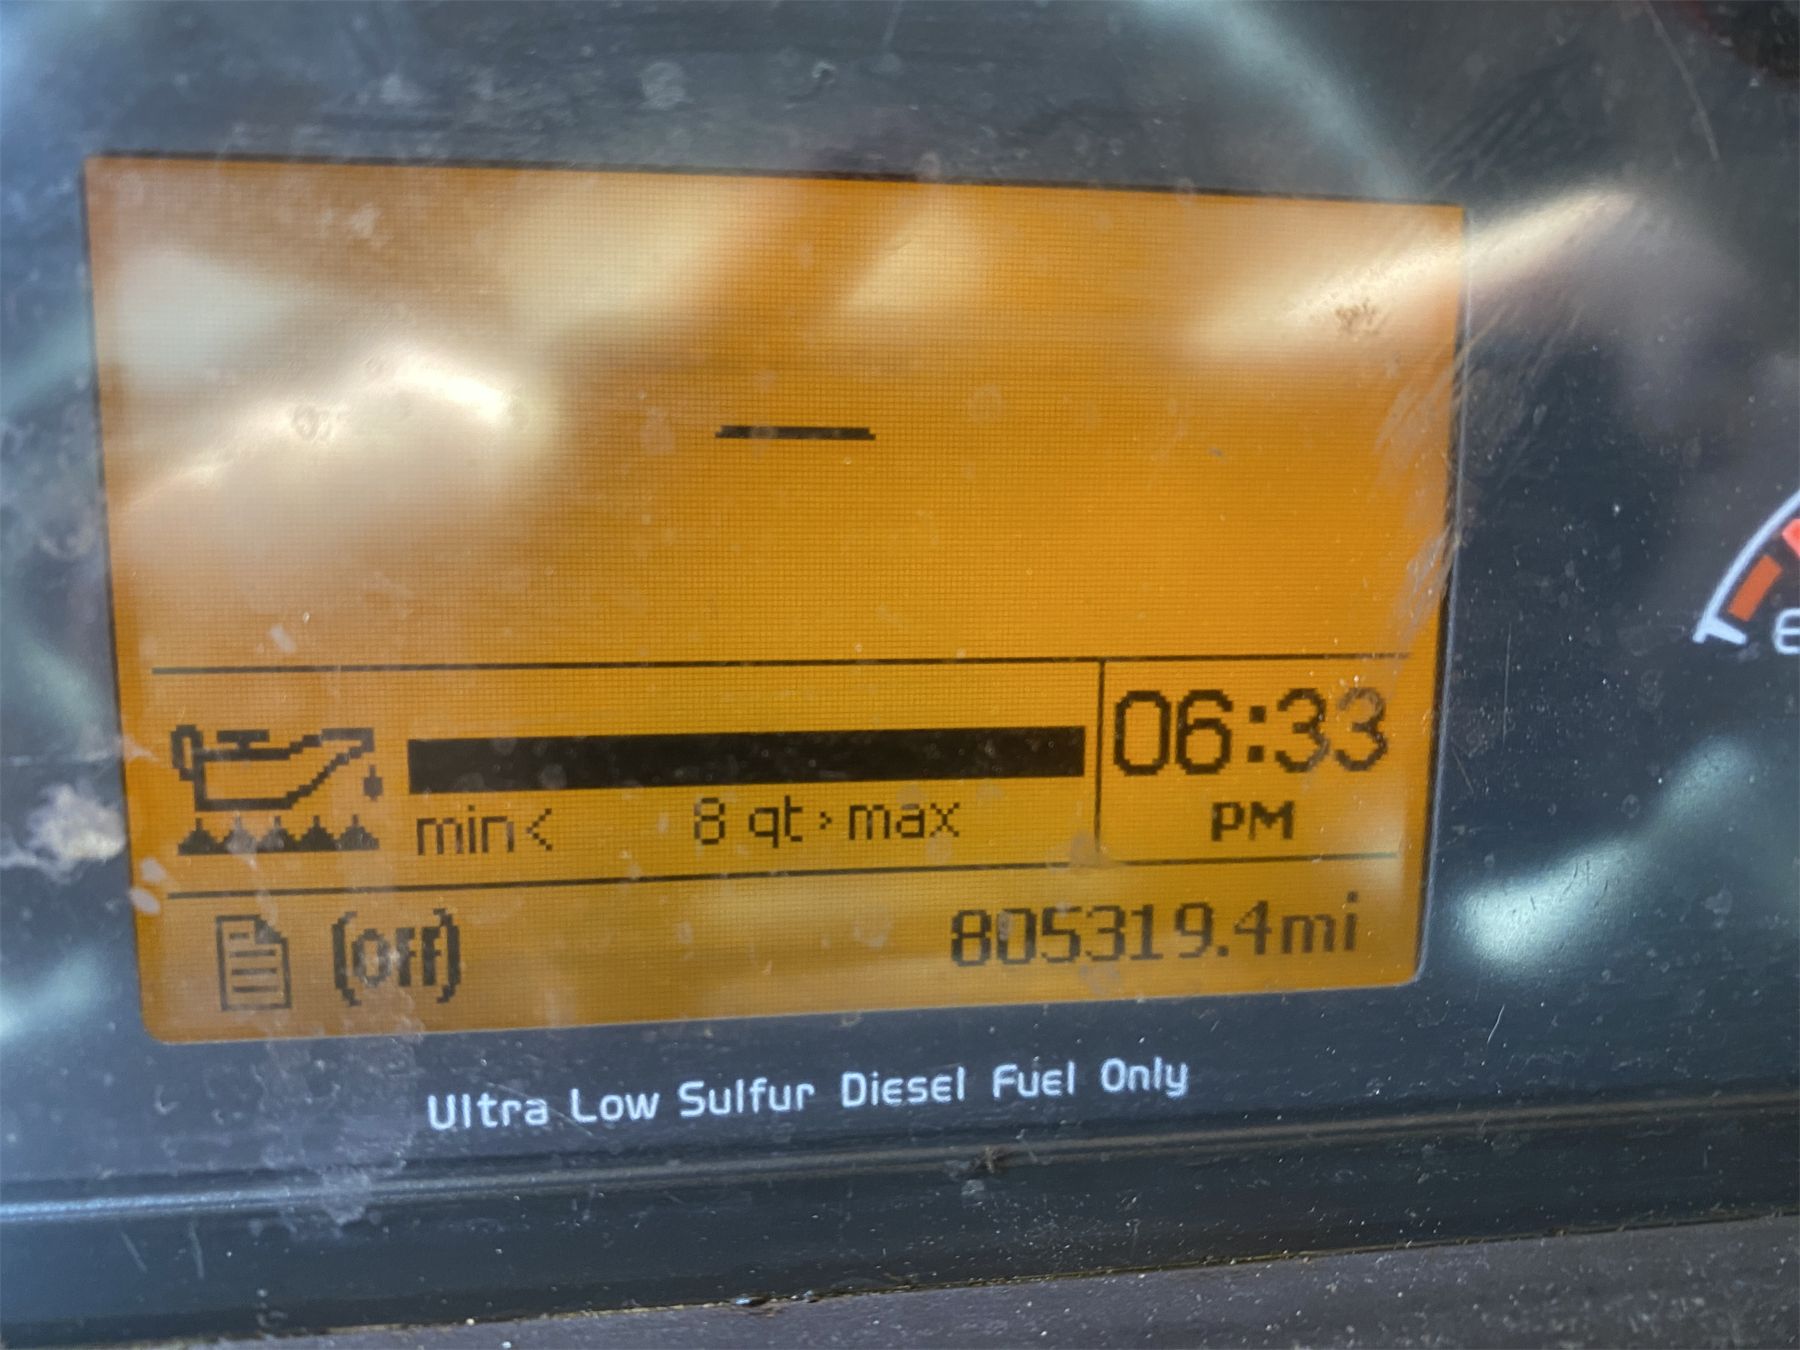 06:33
min< 8 qt > max
PM
(Off) 805319.4mi
Ultra Low Sulfur Diesel Fuel Only